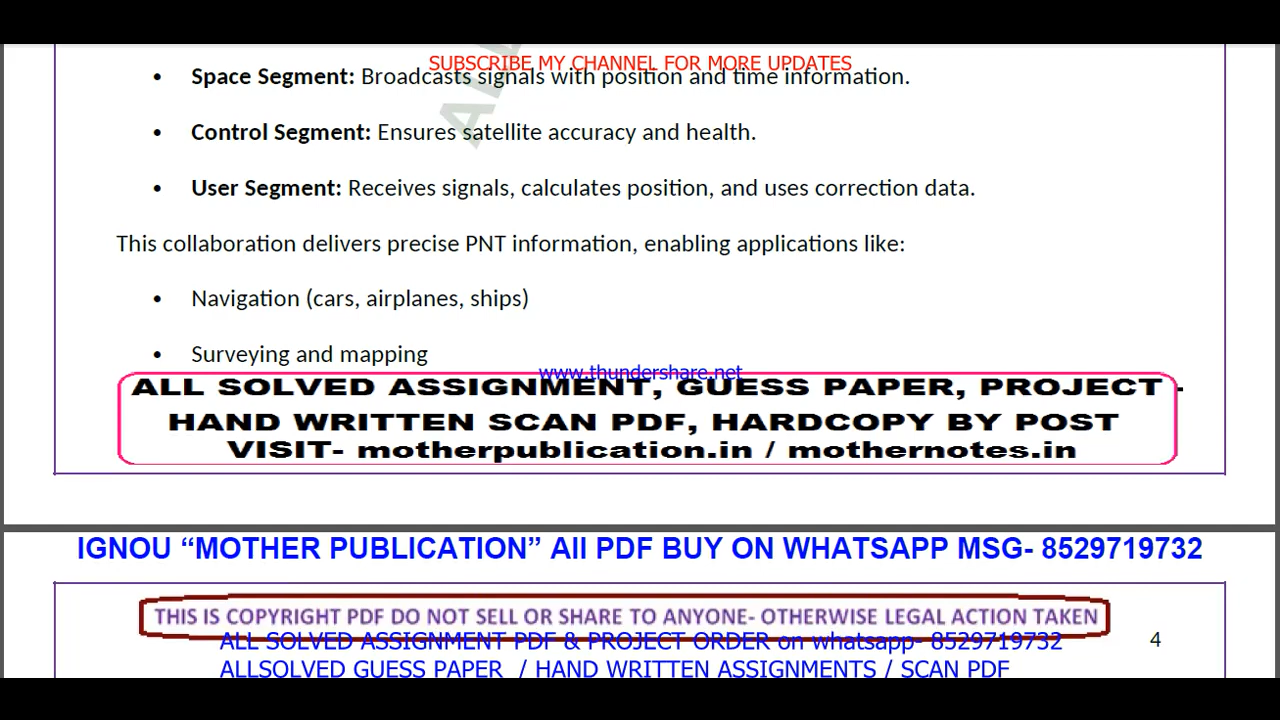 SUBSCRIBE MY CHANNEL FOR MORE UPDATES
• Space Segment: Broadcasts signals with position and time information.
• Control Segment: Ensures satellite accuracy and health.
• User Segment: Receives signals, calculates position, and uses correction data.
This collaboration delivers precise PNT information, enabling applications like:
• Navigation (cars, airplanes, ships)
• Surveying and mapping
www.thundershare.net
ALL SOLVED ASSIGNMENT, GUESS PAPER, PROJECT -
HAND WRITTEN SCAN PDF, HARDCOPY BY POST
VISIT- motherpublication.in / mothernotes.in
IGNOU “MOTHER PUBLICATION” All PDF BUY ON WHATSAPP MSG- 8529719732
THIS IS COPYRIGHT PDF DO NOT SELL OR SHARE TO ANYONE- OTHERWISE LEGAL ACTION TAKEN
4
ALL SOLVED ASSIGNMENT PDF & PROJECT ORDER on whatsapp- 8529719732
ALLSOLVED GUESS PAPER / HAND WRITTEN ASSIGNMENTS / SCAN PDF